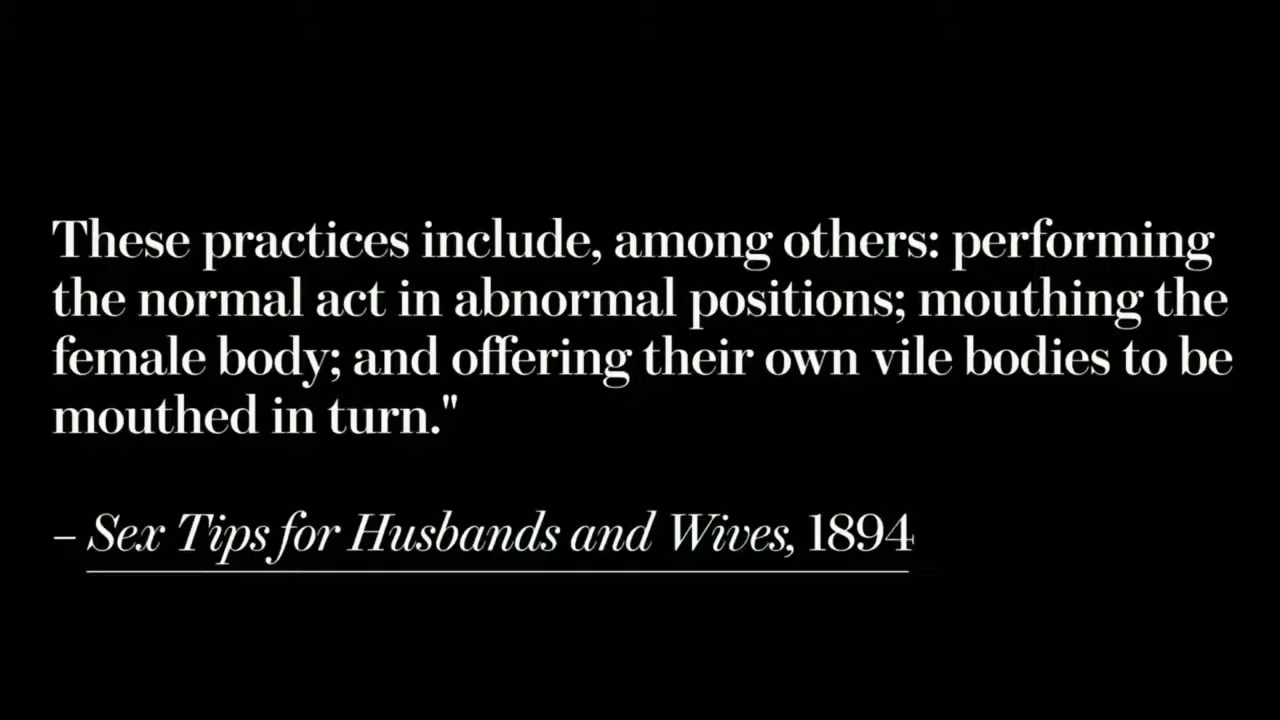 These practices include, among others: performing
the normal act in abnormal positions; mouthing the
female body; and offering their own vile bodies to be
mouthed in turn."
– Sex Tips for Husbands and Wives, 1894